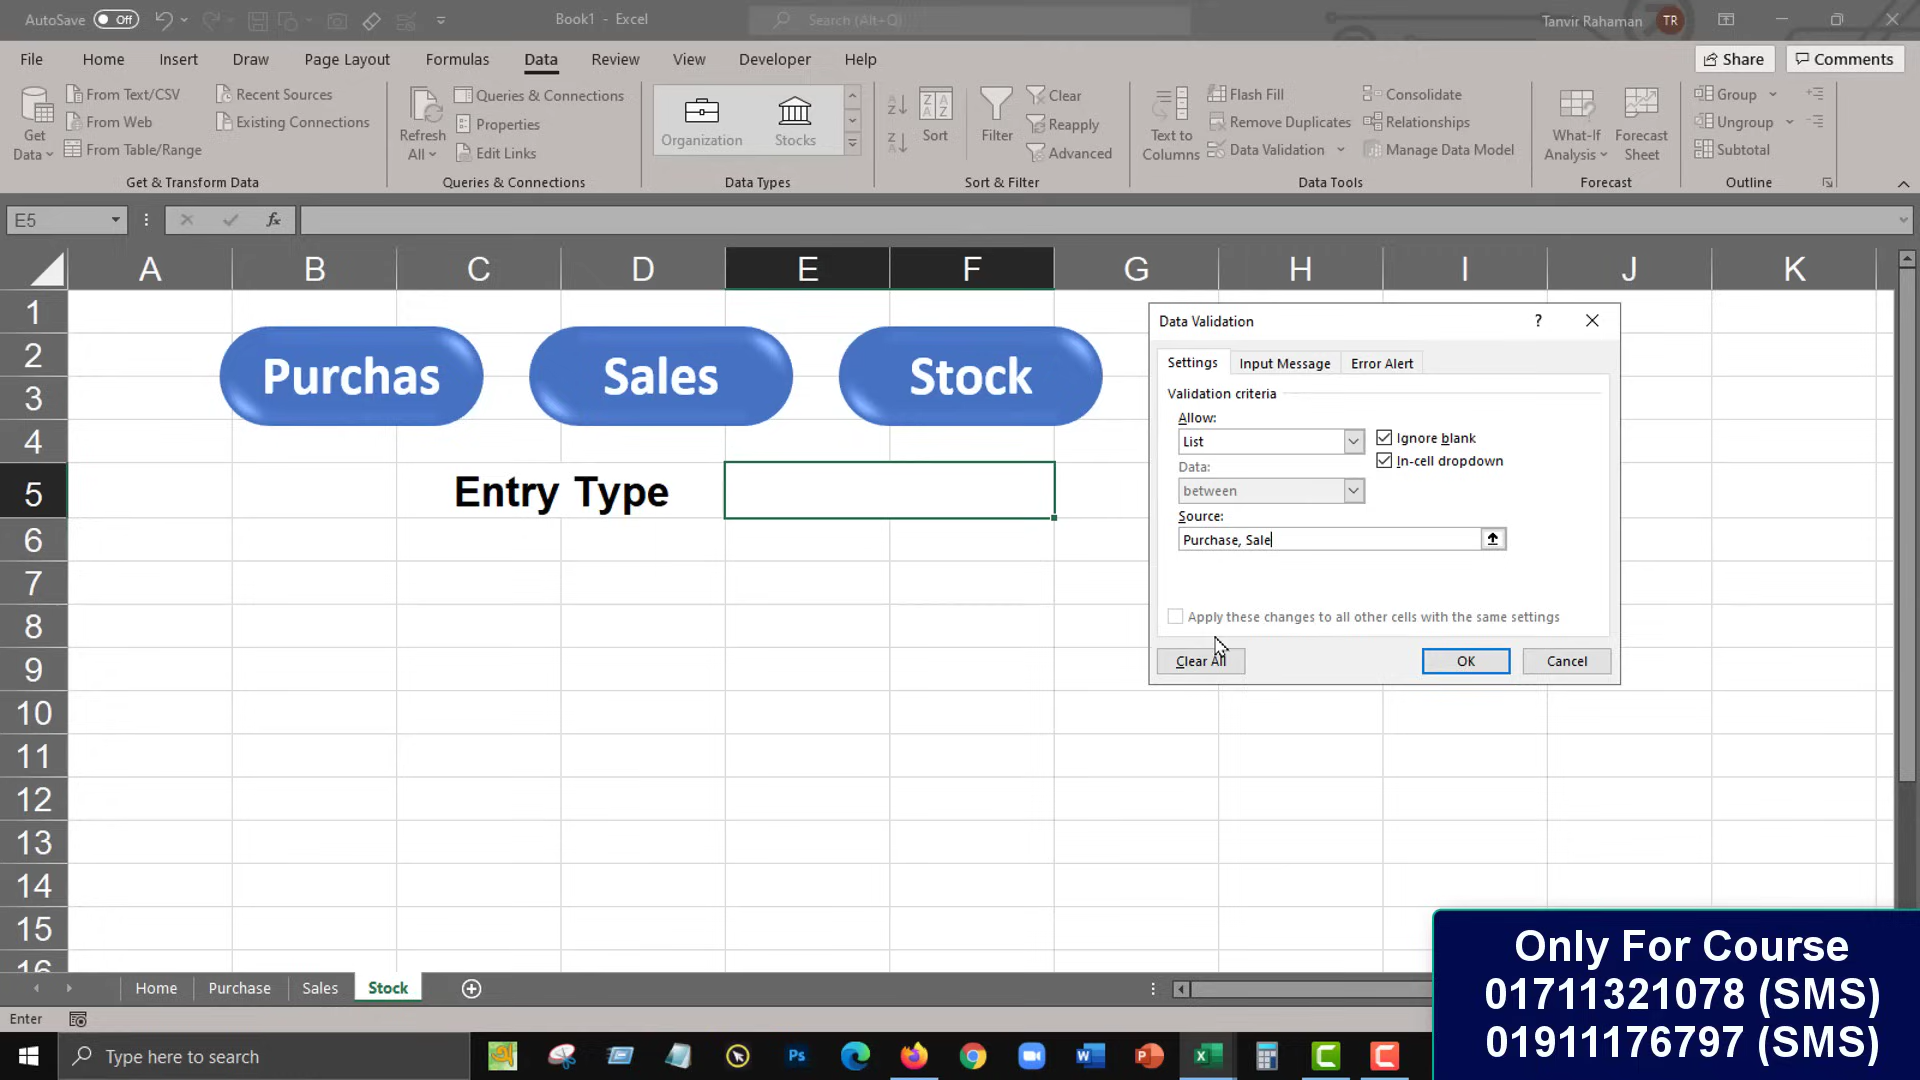 AutoSave Off Book1 - Excel Search (Alt+Q) Tanvir Rahaman TR
File Home Insert Draw Page Layout Formulas Data Review View Developer Help Share Comments
Get Data
From Text/CSV
From Web
From Table/Range
Recent Sources
Existing Connections
Get & Transform Data
Refresh All
Queries & Connections
Properties
Edit Links
Queries & Connections
Organization
Stocks
Data Types
A Z
Z A
Sort
Filter
Clear
Reapply
Advanced
Sort & Filter
Text to Columns
Flash Fill
Remove Duplicates
Data Validation
Consolidate
Relationships
Manage Data Model
Data Tools
What-If Analysis
Forecast Sheet
Forecast
Group
Ungroup
Subtotal
Outline
E5 fx
A B C D E F G H I J K
1
2
3
4
5
6
7
8
9
10
11
12
13
14
15
16
Purchas Sales Stock
Entry Type
Data Validation ?
Settings Input Message Error Alert
Validation criteria
Allow:
List
Ignore blank
In-cell dropdown
Data:
between
Source:
Purchase, Sale
Apply these changes to all other cells with the same settings
Clear All OK Cancel
Home Purchase Sales Stock
Enter
Only For Course
01711321078 (SMS)
01911176797 (SMS)
Type here to search